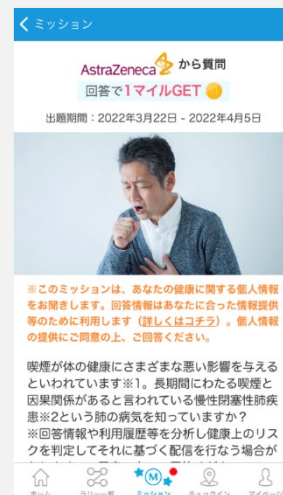 ミッション
AstraZeneca から質問
回答で1マイルGET
出題期間：2022年3月22日 - 2022年4月5日
※このミッションは、あなたの健康に関する個人情報
をお聞きします。回答情報はあなたに合った情報提供
等のために利用します（詳しくはコチラ）。個人情報
の提供にご同意の上、ご回答ください。
喫煙が体の健康にさまざまな悪い影響を与える
といわれています※1。長期間にわたる喫煙と
因果関係があると言われている慢性閉塞性肺疾
患※2という肺の病気を知っていますか？
※回答情報や利用履歴等を分析し健康上のリス
クを判定してそれに基づく配信を行なう場合が
M
ホーム ラリー一覧 ミッション チェックイン マイページ